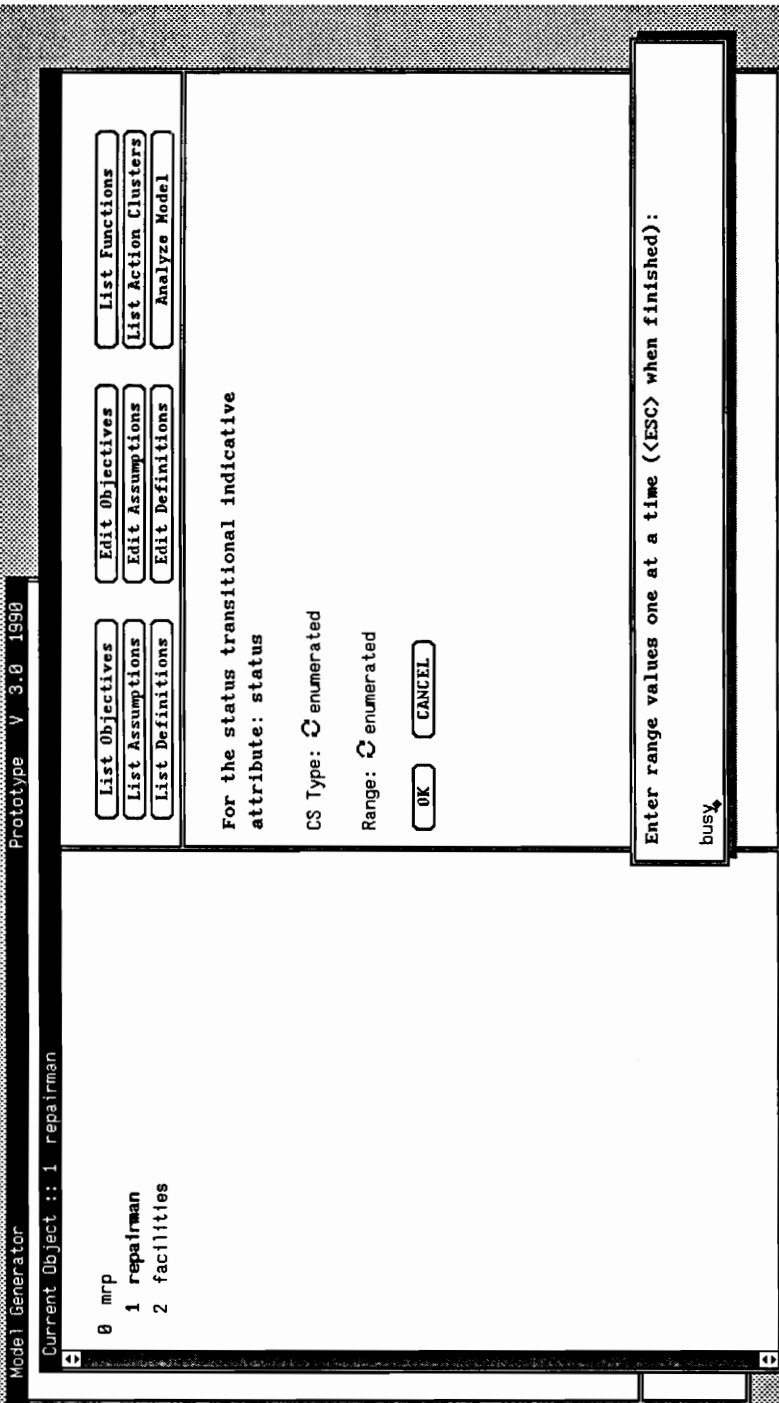 Model Generator Prototype V 3.0 1990
Current Object :: 1 repairman
0 mrp
1 repairman
2 facilities
List Objectives Edit Objectives List Functions
List Assumptions Edit Assumptions List Action Clusters
List Definitions Edit Definitions Analyze Model
For the status transitional indicative
attribute: status
CS Type: enumerated
Range: enumerated
OK CANCEL
Enter range values one at a time (<ESC> when finished):
busy